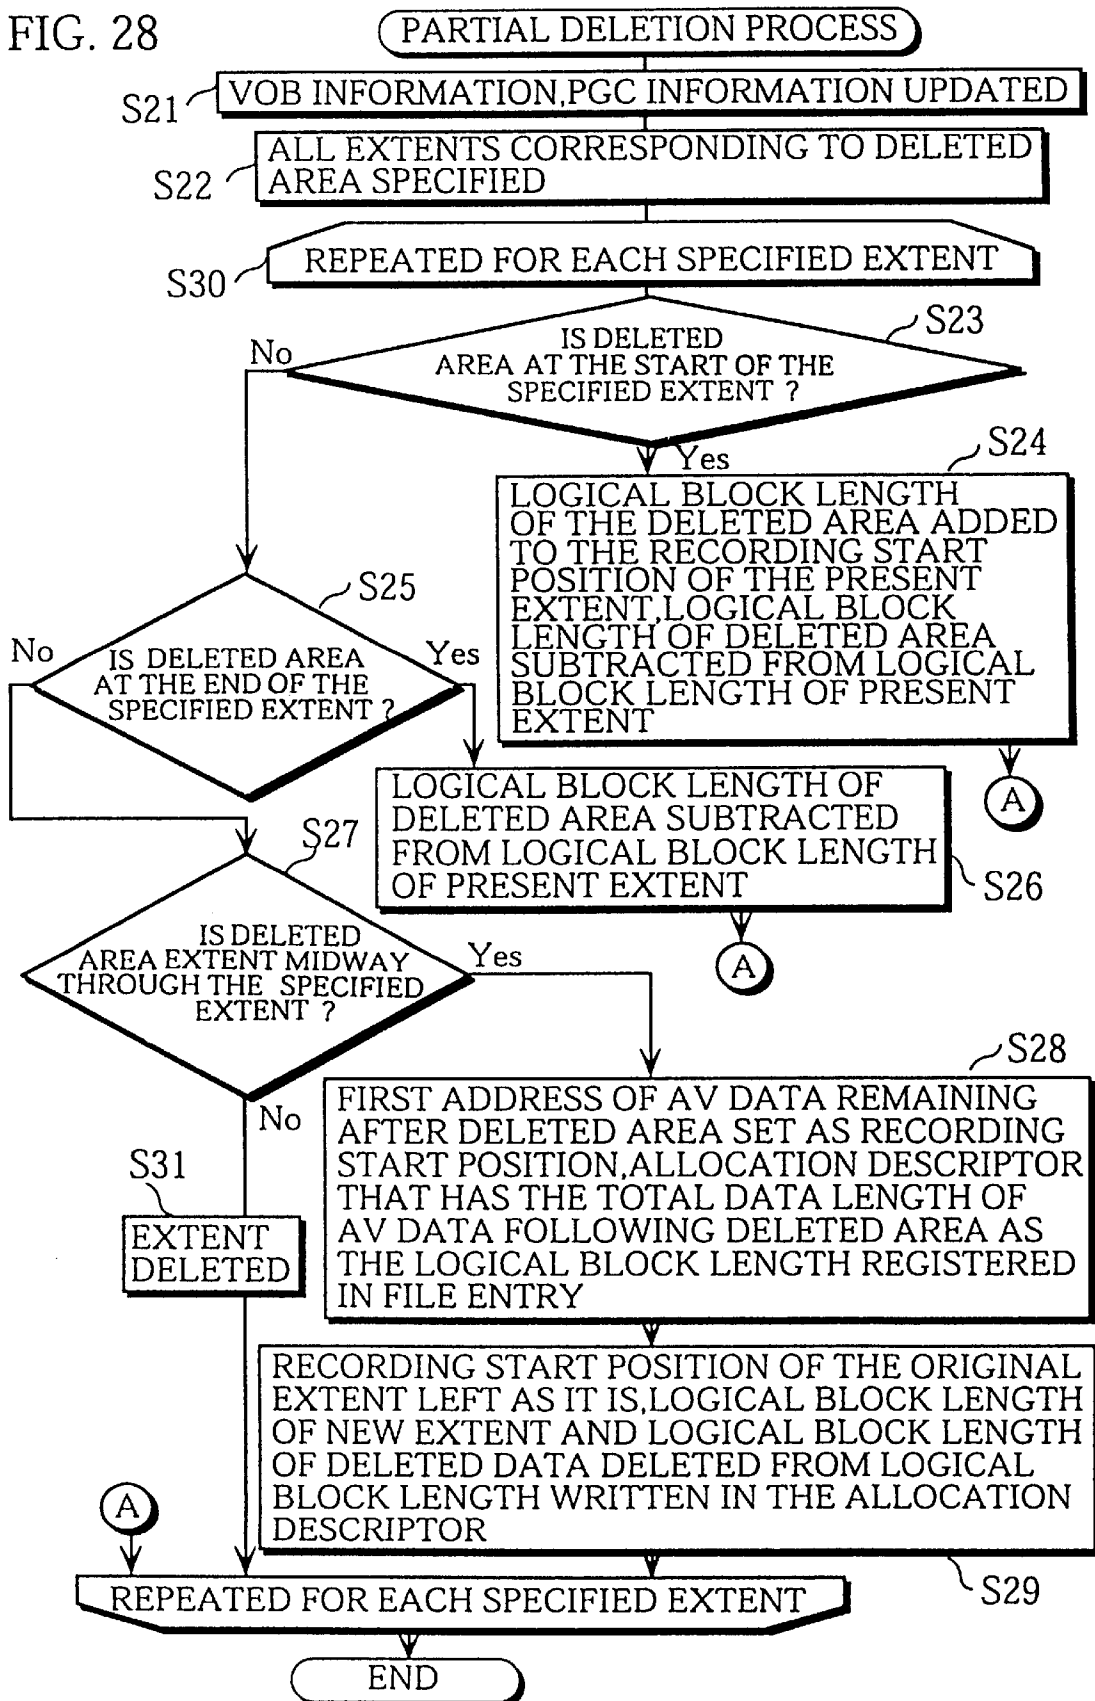 FIG. 28
PARTIAL DELETION PROCESS
S21
VOB INFORMATION,PGC INFORMATION UPDATED
S22
ALL EXTENTS CORRESPONDING TO DELETED
AREA SPECIFIED
S30
REPEATED FOR EACH SPECIFIED EXTENT
S23
IS DELETED
AREA AT THE START OF THE
SPECIFIED EXTENT ?
No
Yes
S24
LOGICAL BLOCK LENGTH
OF THE DELETED AREA ADDED
TO THE RECORDING START
POSITION OF THE PRESENT
EXTENT,LOGICAL BLOCK
LENGTH OF DELETED AREA
SUBTRACTED FROM LOGICAL
BLOCK LENGTH OF PRESENT
EXTENT
A
S25
IS DELETED AREA
AT THE END OF THE
SPECIFIED EXTENT ?
No
Yes
LOGICAL BLOCK LENGTH OF
DELETED AREA SUBTRACTED
FROM LOGICAL BLOCK LENGTH
OF PRESENT EXTENT
S26
A
S27
IS DELETED
AREA EXTENT MIDWAY
THROUGH THE SPECIFIED
EXTENT ?
Yes
No
S28
FIRST ADDRESS OF AV DATA REMAINING
AFTER DELETED AREA SET AS RECORDING
START POSITION,ALLOCATION DESCRIPTOR
THAT HAS THE TOTAL DATA LENGTH OF
AV DATA FOLLOWING DELETED AREA AS
THE LOGICAL BLOCK LENGTH REGISTERED
IN FILE ENTRY
S31
EXTENT
DELETED
RECORDING START POSITION OF THE ORIGINAL
EXTENT LEFT AS IT IS,LOGICAL BLOCK LENGTH
OF NEW EXTENT AND LOGICAL BLOCK LENGTH
OF DELETED DATA DELETED FROM LOGICAL
BLOCK LENGTH WRITTEN IN THE ALLOCATION
DESCRIPTOR
S29
A
REPEATED FOR EACH SPECIFIED EXTENT
END